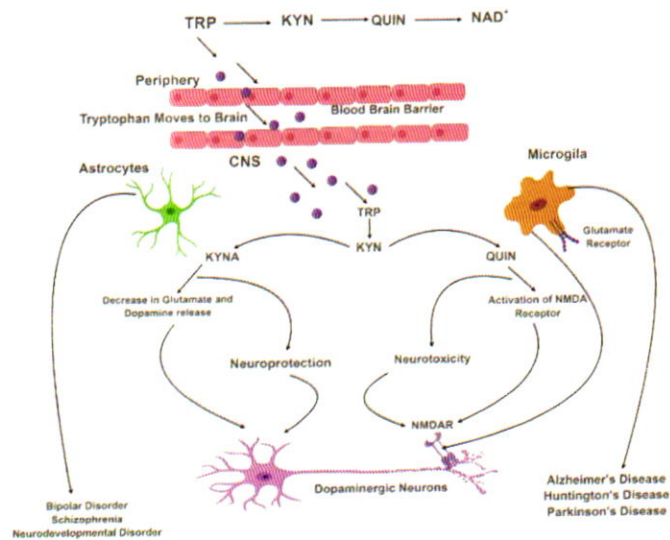 TRP KYN QUIN NAD+
Periphery
Blood Brain Barrier
Tryptophan Moves to Brain
CNS
Astrocytes
Microgila
TRP
Glutamate
Receptor
KYN
KYNA
QUIN
Decrease in Glutamate and
Dopamine release
Activation of NMDA
Receptor
Neuroprotection
Neurotoxicity
NMDAR
Dopaminergic Neurons
Bipolar Disorder
Schizophrenia
Neurodevelopmental Disorder
Alzheimer's Disease
Huntington's Disease
Parkinson's Disease